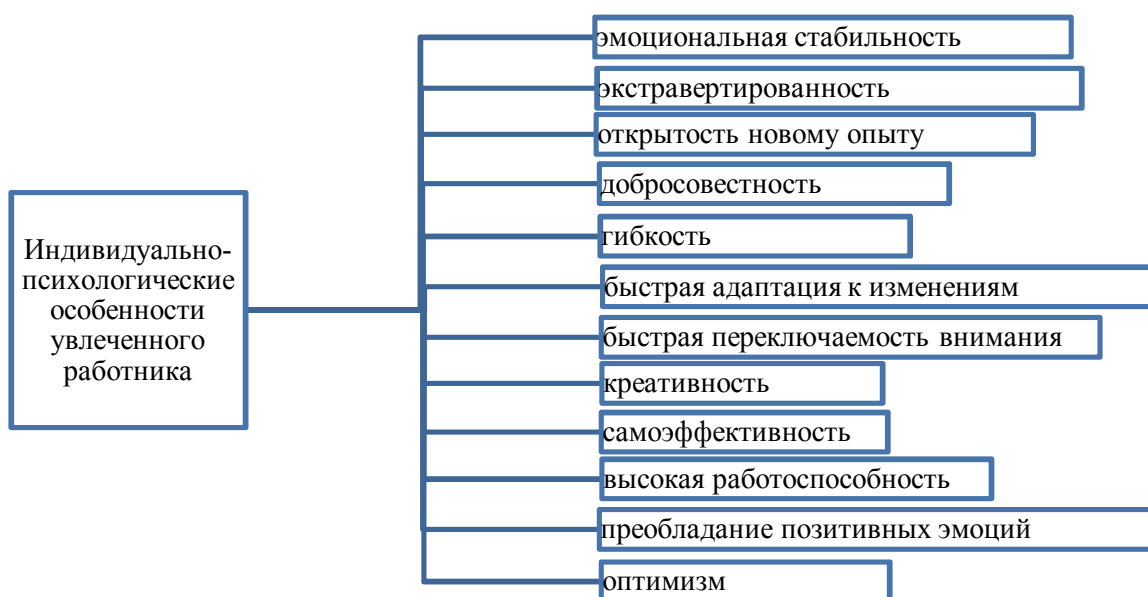 Индивидуально-
психологические
особенности
увлеченного
работника
эмоциональная стабильность
экстравертированность
открытость новому опыту
добросовестность
гибкость
быстрая адаптация к изменениям
быстрая переключаемость внимания
креативность
самоэффективность
высокая работоспособность
преобладание позитивных эмоций
оптимизм